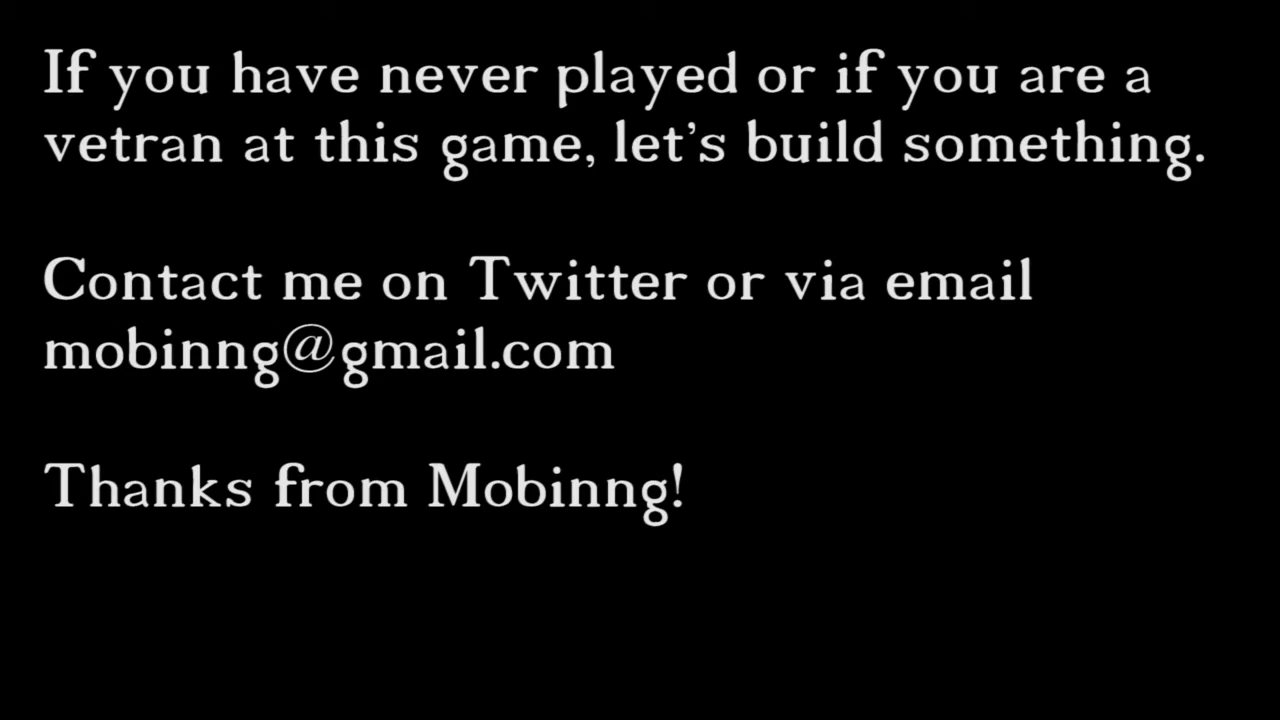 If you have never played or if you are a
vetran at this game, let's build something.
Contact me on Twitter or via email
mobinng@gmail.com
Thanks from Mobinng!